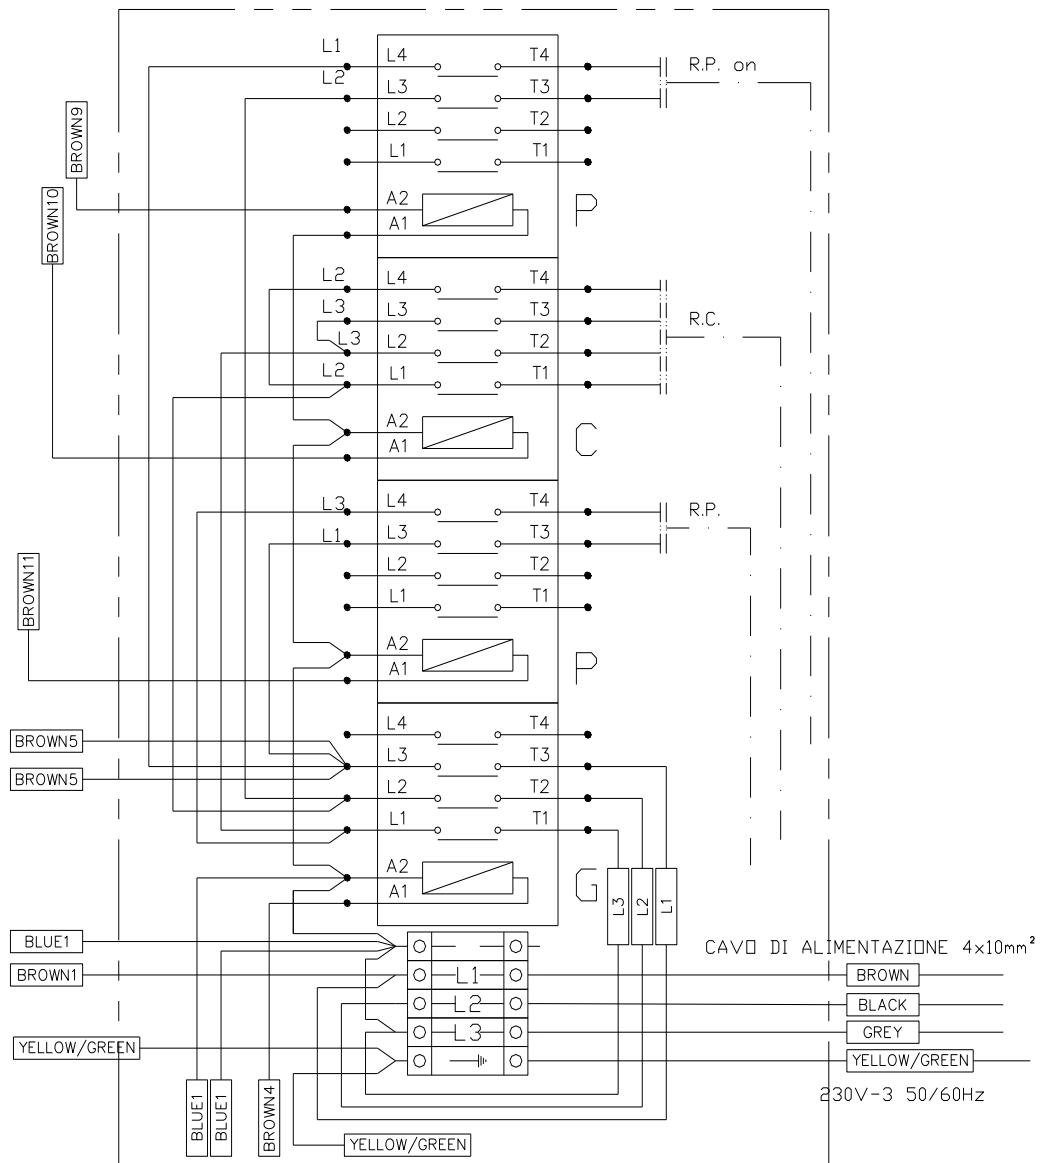 L1
L4 T4
R.P. on
L2
L3 T3
L2 T2
L1 T1
BROWN9
A2
A1
P
BROWN10
L2
L4 T4
L3
L3 T3
R.C.
L3
L2 T2
L2
L1 T1
A2
A1
C
L3
L4 T4
R.P.
L1
L3 T3
L2 T2
L1 T1
BROWN11
A2
A1
P
L4 T4
BROWN5
L3 T3
BROWN5
L2 T2
L1 T1
A2
A1
G
L3 L2 L1
BLUE1
CAVO DI ALIMENTAZIONE 4x10mm²
BROWN1
L1
BROWN
L2
BLACK
L3
GREY
YELLOW/GREEN
YELLOW/GREEN
230V-3 50/60Hz
BLUE1
BLUE1
BROWN4
YELLOW/GREEN